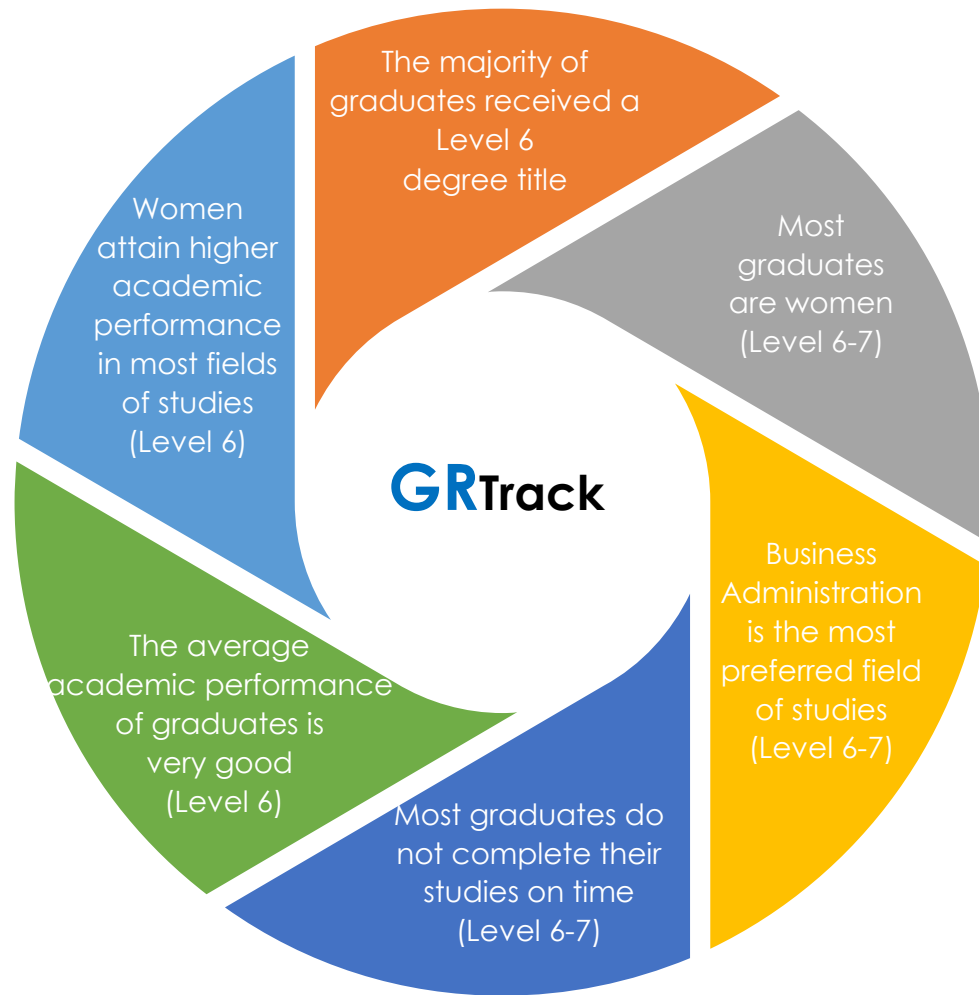 The majority of
graduates received a
Level 6
degree title
Most
graduates
are women
(Level 6-7)
Business
Administration
is the most
preferred field
of studies
(Level 6-7)
Most graduates do
not complete their
studies on time
(Level 6-7)
The average
academic performance
of graduates is
very good
(Level 6)
Women
attain higher
academic
performance
in most fields
of studies
(Level 6)
GRTrack